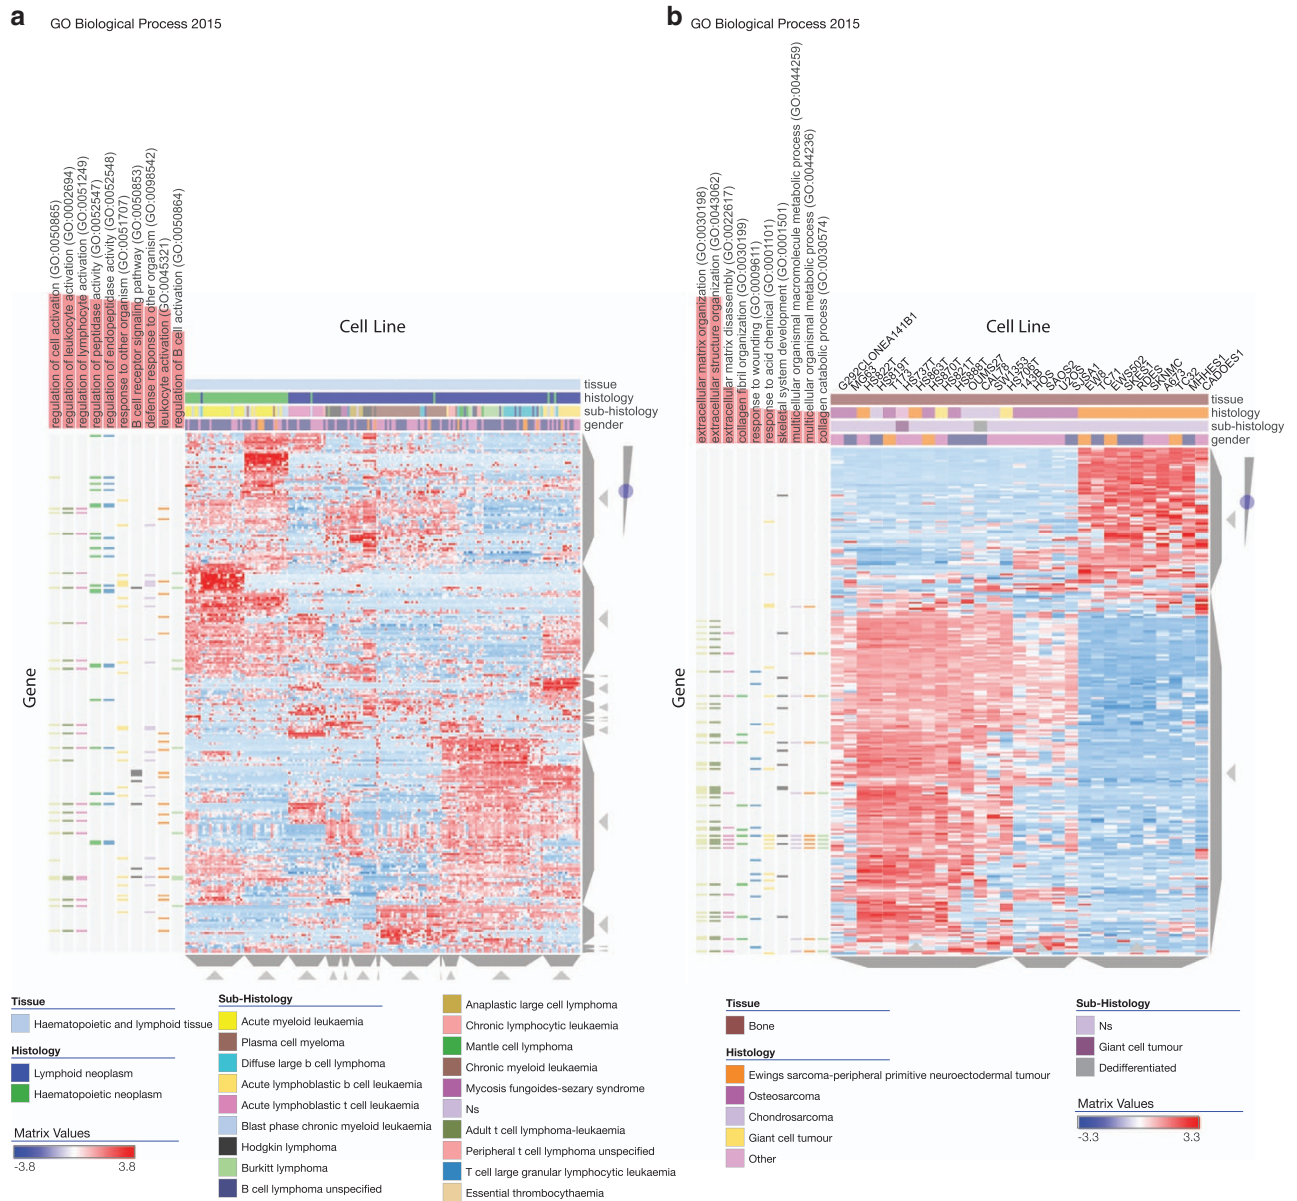 a
GO Biological Process 2015
regulation of cell activation (GO:0050865)
regulation of leukocyte activation (GO:0002694)
regulation of lymphocyte activation (GO:0051249)
regulation of peptidase activity (GO:0052547)
regulation of endopeptidase activity (GO:0052548)
response to other organism (GO:0051707)
B cell receptor signaling pathway (GO:0050853)
defense response to other organism (GO:0098542)
leukocyte activation (GO:0045321)
regulation of B cell activation (GO:0050864)
Cell Line
tissue
histology
sub-histology
gender
Gene
Tissue
Haematopoietic and lymphoid tissue
Histology
Lymphoid neoplasm
Haematopoietic neoplasm
Matrix Values
-3.8 3.8
Sub-Histology
Acute myeloid leukaemia
Plasma cell myeloma
Diffuse large b cell lymphoma
Acute lymphoblastic b cell leukaemia
Acute lymphoblastic t cell leukaemia
Blast phase chronic myeloid leukaemia
Hodgkin lymphoma
Burkitt lymphoma
B cell lymphoma unspecified
Anaplastic large cell lymphoma
Chronic lymphocytic leukaemia
Mantle cell lymphoma
Chronic myeloid leukaemia
Mycosis fungoides-sezary syndrome
Ns
Adult t cell lymphoma-leukaemia
Peripheral t cell lymphoma unspecified
T cell large granular lymphocytic leukaemia
Essential thrombocythaemia
b
GO Biological Process 2015
extracellular matrix organization (GO:0030198)
extracellular structure organization (GO:0043062)
extracellular matrix disassembly (GO:0022617)
collagen fibril organization (GO:0030199)
response to wounding (GO:0009611)
response to acid chemical (GO:0001101)
skeletal system development (GO:0001501)
multicellular organismal macromolecule metabolic process (GO:0044259)
multicellular organismal metabolic process (GO:0044236)
collagen catabolic process (GO:0030574)
Cell Line
G292CLONEA141B1
MG63
HS822T
HS819T
T173
HS737T
HS863T
HS870T
HS821T
HS888T
OUMS27
CAL78
SW1353
HS706T
143B
HOS
SAOS2
U2OS
SJSA1
EW8
TC71
EWS502
SKES1
RDES
SKNMC
A673
TC32
MHHES1
CADOES1
tissue
histology
sub-histology
gender
Gene
Tissue
Bone
Histology
Ewings sarcoma-peripheral primitive neuroectodermal tumour
Osteosarcoma
Chondrosarcoma
Giant cell tumour
Other
Sub-Histology
Ns
Giant cell tumour
Dedifferentiated
Matrix Values
-3.3 3.3